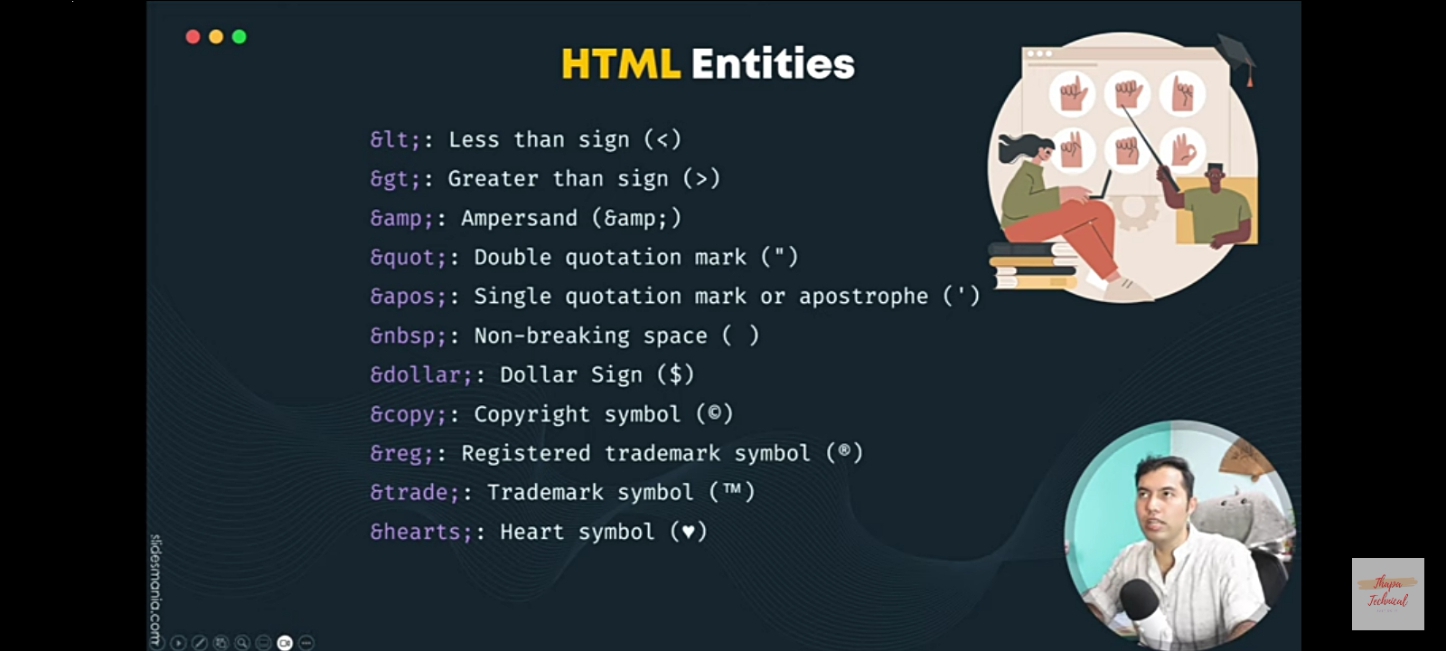 HTML Entities
&lt;: Less than sign (<)
&gt;: Greater than sign (>)
&amp;: Ampersand (&amp;)
&quot;: Double quotation mark (")
&apos;: Single quotation mark or apostrophe (')
&nbsp;: Non-breaking space ( )
&dollar;: Dollar Sign ($)
&copy;: Copyright symbol (©)
&reg;: Registered trademark symbol (®)
&trade;: Trademark symbol (™)
&hearts;: Heart symbol (♥)
slidesmania.com
Thapa
Technical